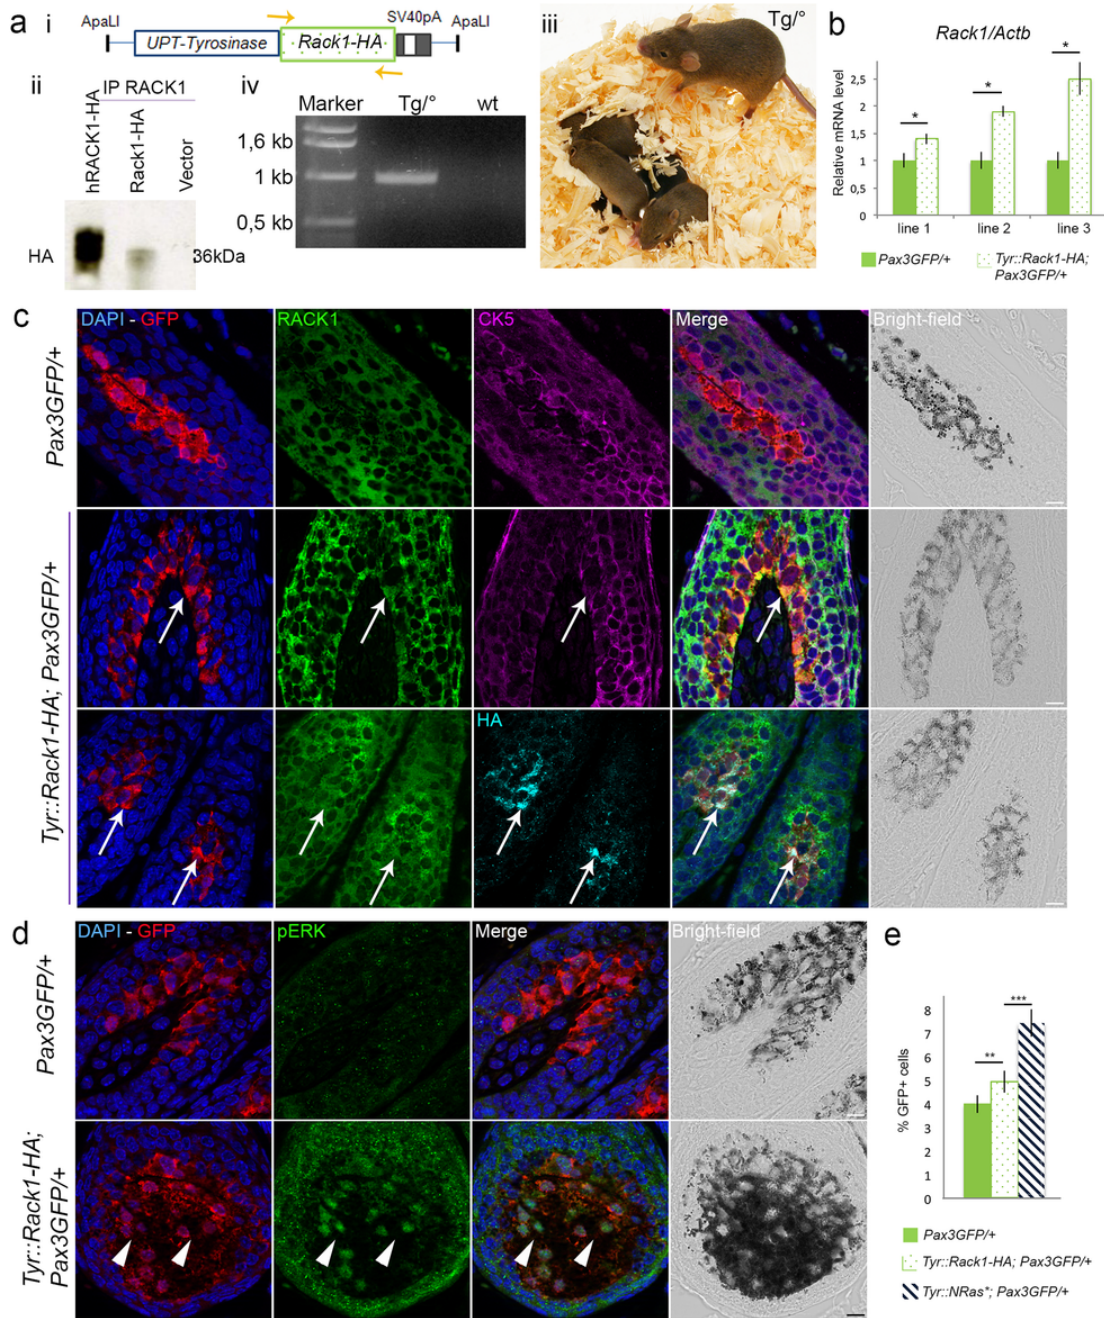 a
i
ApaLI
UPT-Tyrosinase
Rack1-HA
SV40pA
ApaLI
ii
IP RACK1
hRACK1-HA
Rack1-HA
Vector
HA
36kDa
iv
Marker
Tg/°
wt
1,6 kb
1 kb
0,5 kb
iii
Tg/°
b
Rack1/Actb
Relative mRNA level
2,5
2
1,5
1
0,5
0
*
*
*
line 1
line 2
line 3
Pax3GFP/+
Tyr::Rack1-HA;
Pax3GFP/+
c
DAPI - GFP
RACK1
CK5
Merge
Bright-field
Pax3GFP/+
Tyr::Rack1-HA; Pax3GFP/+
HA
d
DAPI - GFP
pERK
Merge
Bright-field
Pax3GFP/+
Tyr::Rack1-HA;
Pax3GFP/+
e
% GFP+ cells
8
7
6
5
4
3
2
1
0
**
***
Pax3GFP/+
Tyr::Rack1-HA; Pax3GFP/+
Tyr::NRas*; Pax3GFP/+